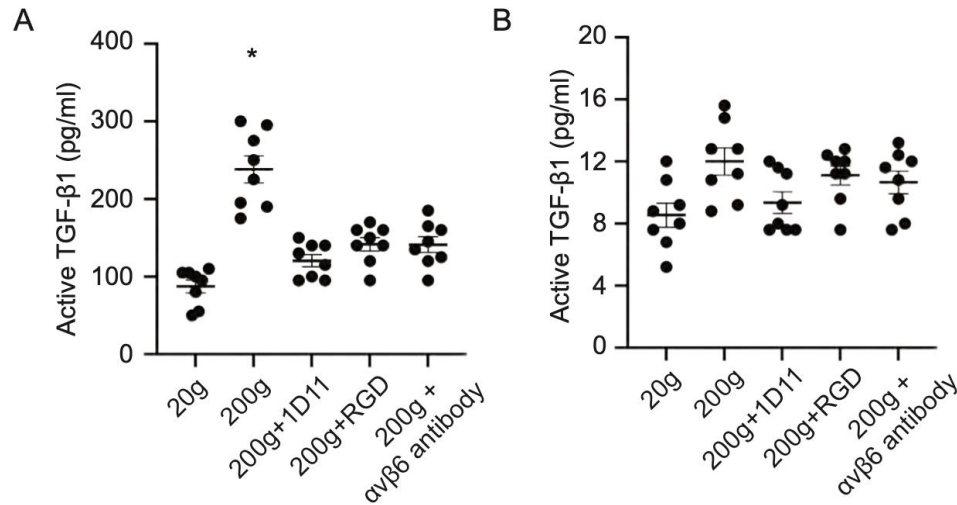 A
Active TGF-β1 (pg/ml)
400
300
200
100
0
*
20g
200g
200g+1D11
200g+RGD
200g +
αvβ6 antibody
B
Active TGF-β1 (pg/ml)
20
16
12
8
4
0
20g
200g
200g+1D11
200g+RGD
200g +
αvβ6 antibody